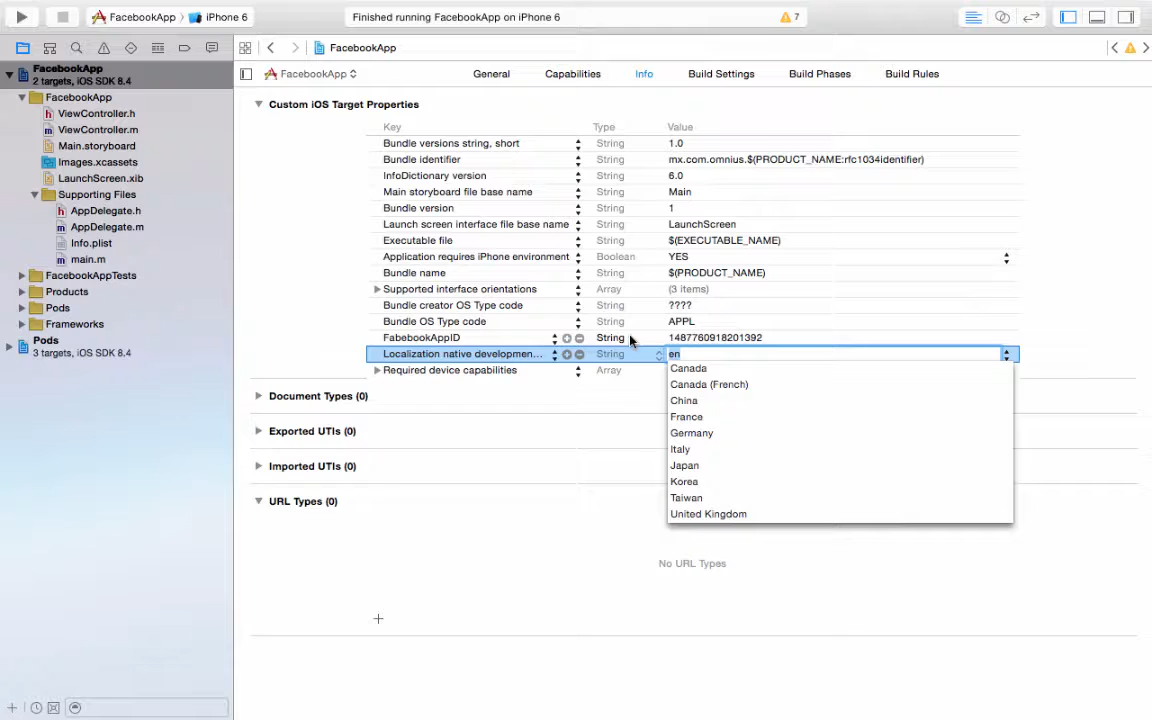 FacebookApp iPhone 6 Finished running FacebookApp on iPhone 6 7
FacebookApp
FacebookApp
2 targets, iOS SDK 8.4
FacebookApp
ViewController.h
ViewController.m
Main.storyboard
Images.xcassets
LaunchScreen.xib
Supporting Files
AppDelegate.h
AppDelegate.m
Info.plist
main.m
FacebookAppTests
Products
Pods
Frameworks
Pods
3 targets, iOS SDK 8.4
FacebookApp General Capabilities Info Build Settings Build Phases Build Rules
Custom iOS Target Properties
Key Type Value
Bundle versions string, short String 1.0
Bundle identifier String mx.com.omnius.$(PRODUCT_NAME:rfc1034identifier)
InfoDictionary version String 6.0
Main storyboard file base name String Main
Bundle version String 1
Launch screen interface file base name String LaunchScreen
Executable file String $(EXECUTABLE_NAME)
Application requires iPhone environment Boolean YES
Bundle name String $(PRODUCT_NAME)
Supported interface orientations Array (3 items)
Bundle creator OS Type code String ????
Bundle OS Type code String APPL
FabebookAppID String 1487760918201392
Localization native developmen... String en
Required device capabilities Array
Canada
Canada (French)
China
France
Germany
Italy
Japan
Korea
Taiwan
United Kingdom
Document Types (0)
Exported UTIs (0)
Imported UTIs (0)
URL Types (0)
No URL Types